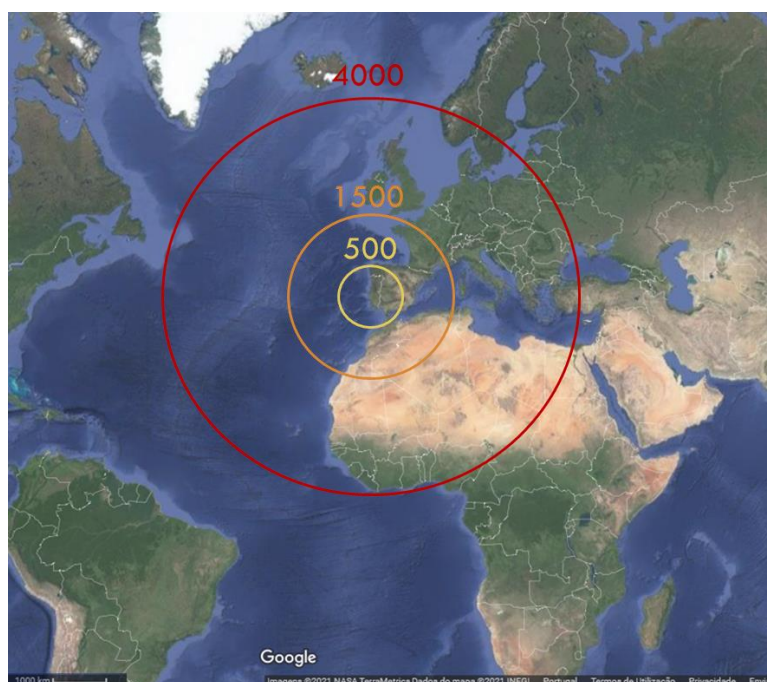 4000
1500
500
Google
1000 km
Imagens ©2021 NASA TerraMetrics Dados do mapa ©2021 INEGI Portugal Termos de Utilização Privacidade